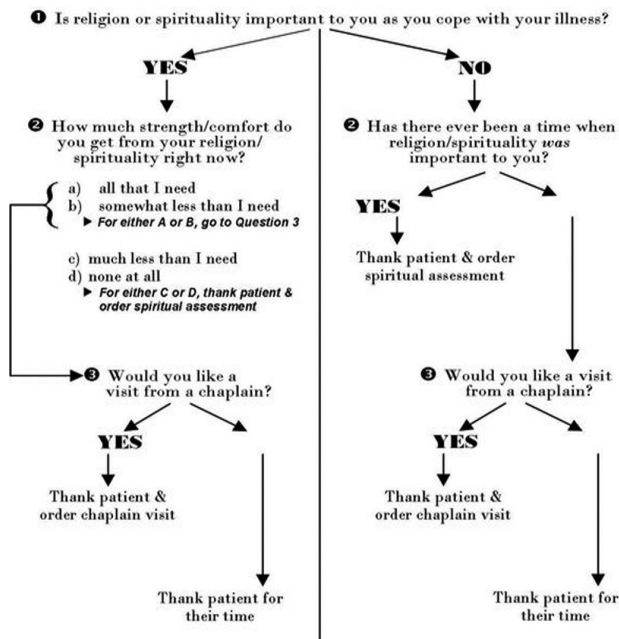 ❶ Is religion or spirituality important to you as you cope with your illness?
YES
❷ How much strength/comfort do
you get from your religion/
spirituality right now?
a) all that I need
b) somewhat less than I need
► For either A or B, go to Question 3
c) much less than I need
d) none at all
► For either C or D, thank patient &
order spiritual assessment
❸ Would you like a
visit from a chaplain?
YES
Thank patient &
order chaplain visit
Thank patient for
their time
NO
❷ Has there ever been a time when
religion/spirituality was
important to you?
YES
Thank patient & order
spiritual assessment
❸ Would you like a visit
from a chaplain?
YES
Thank patient &
order chaplain visit
Thank patient for
their time